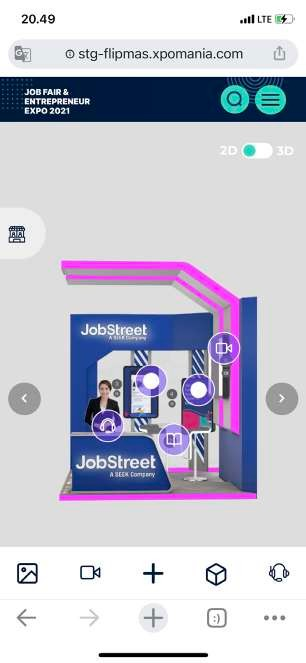 20.49
LTE
stg-flipmas.xpomania.com
JOB FAIR &
ENTREPRENEUR
EXPO 2021
2D 3D
JobStreet
A SEEK Company
JobStreet
A SEEK Company
:)